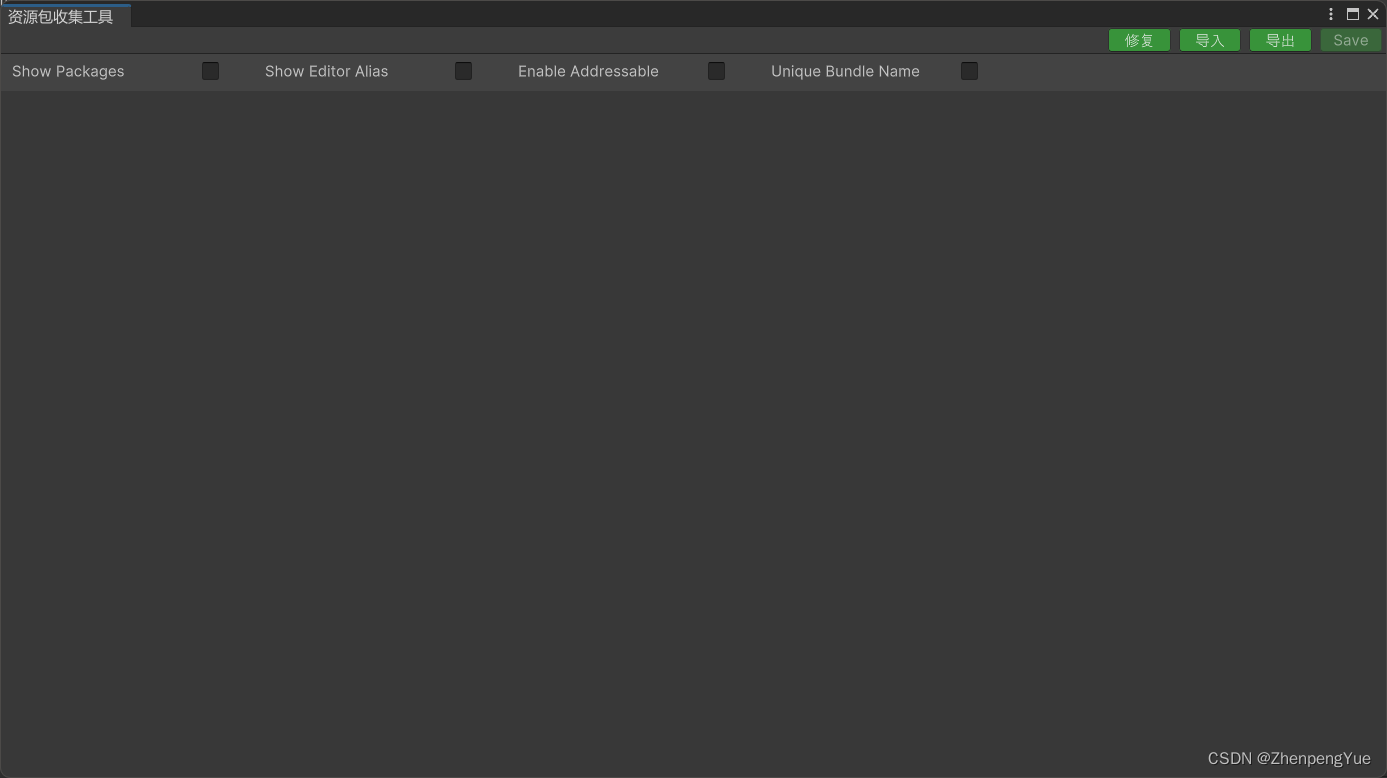 资源包收集工具
修复 导入 导出 Save
Show Packages Show Editor Alias Enable Addressable Unique Bundle Name
CSDN @ZhenpengYue